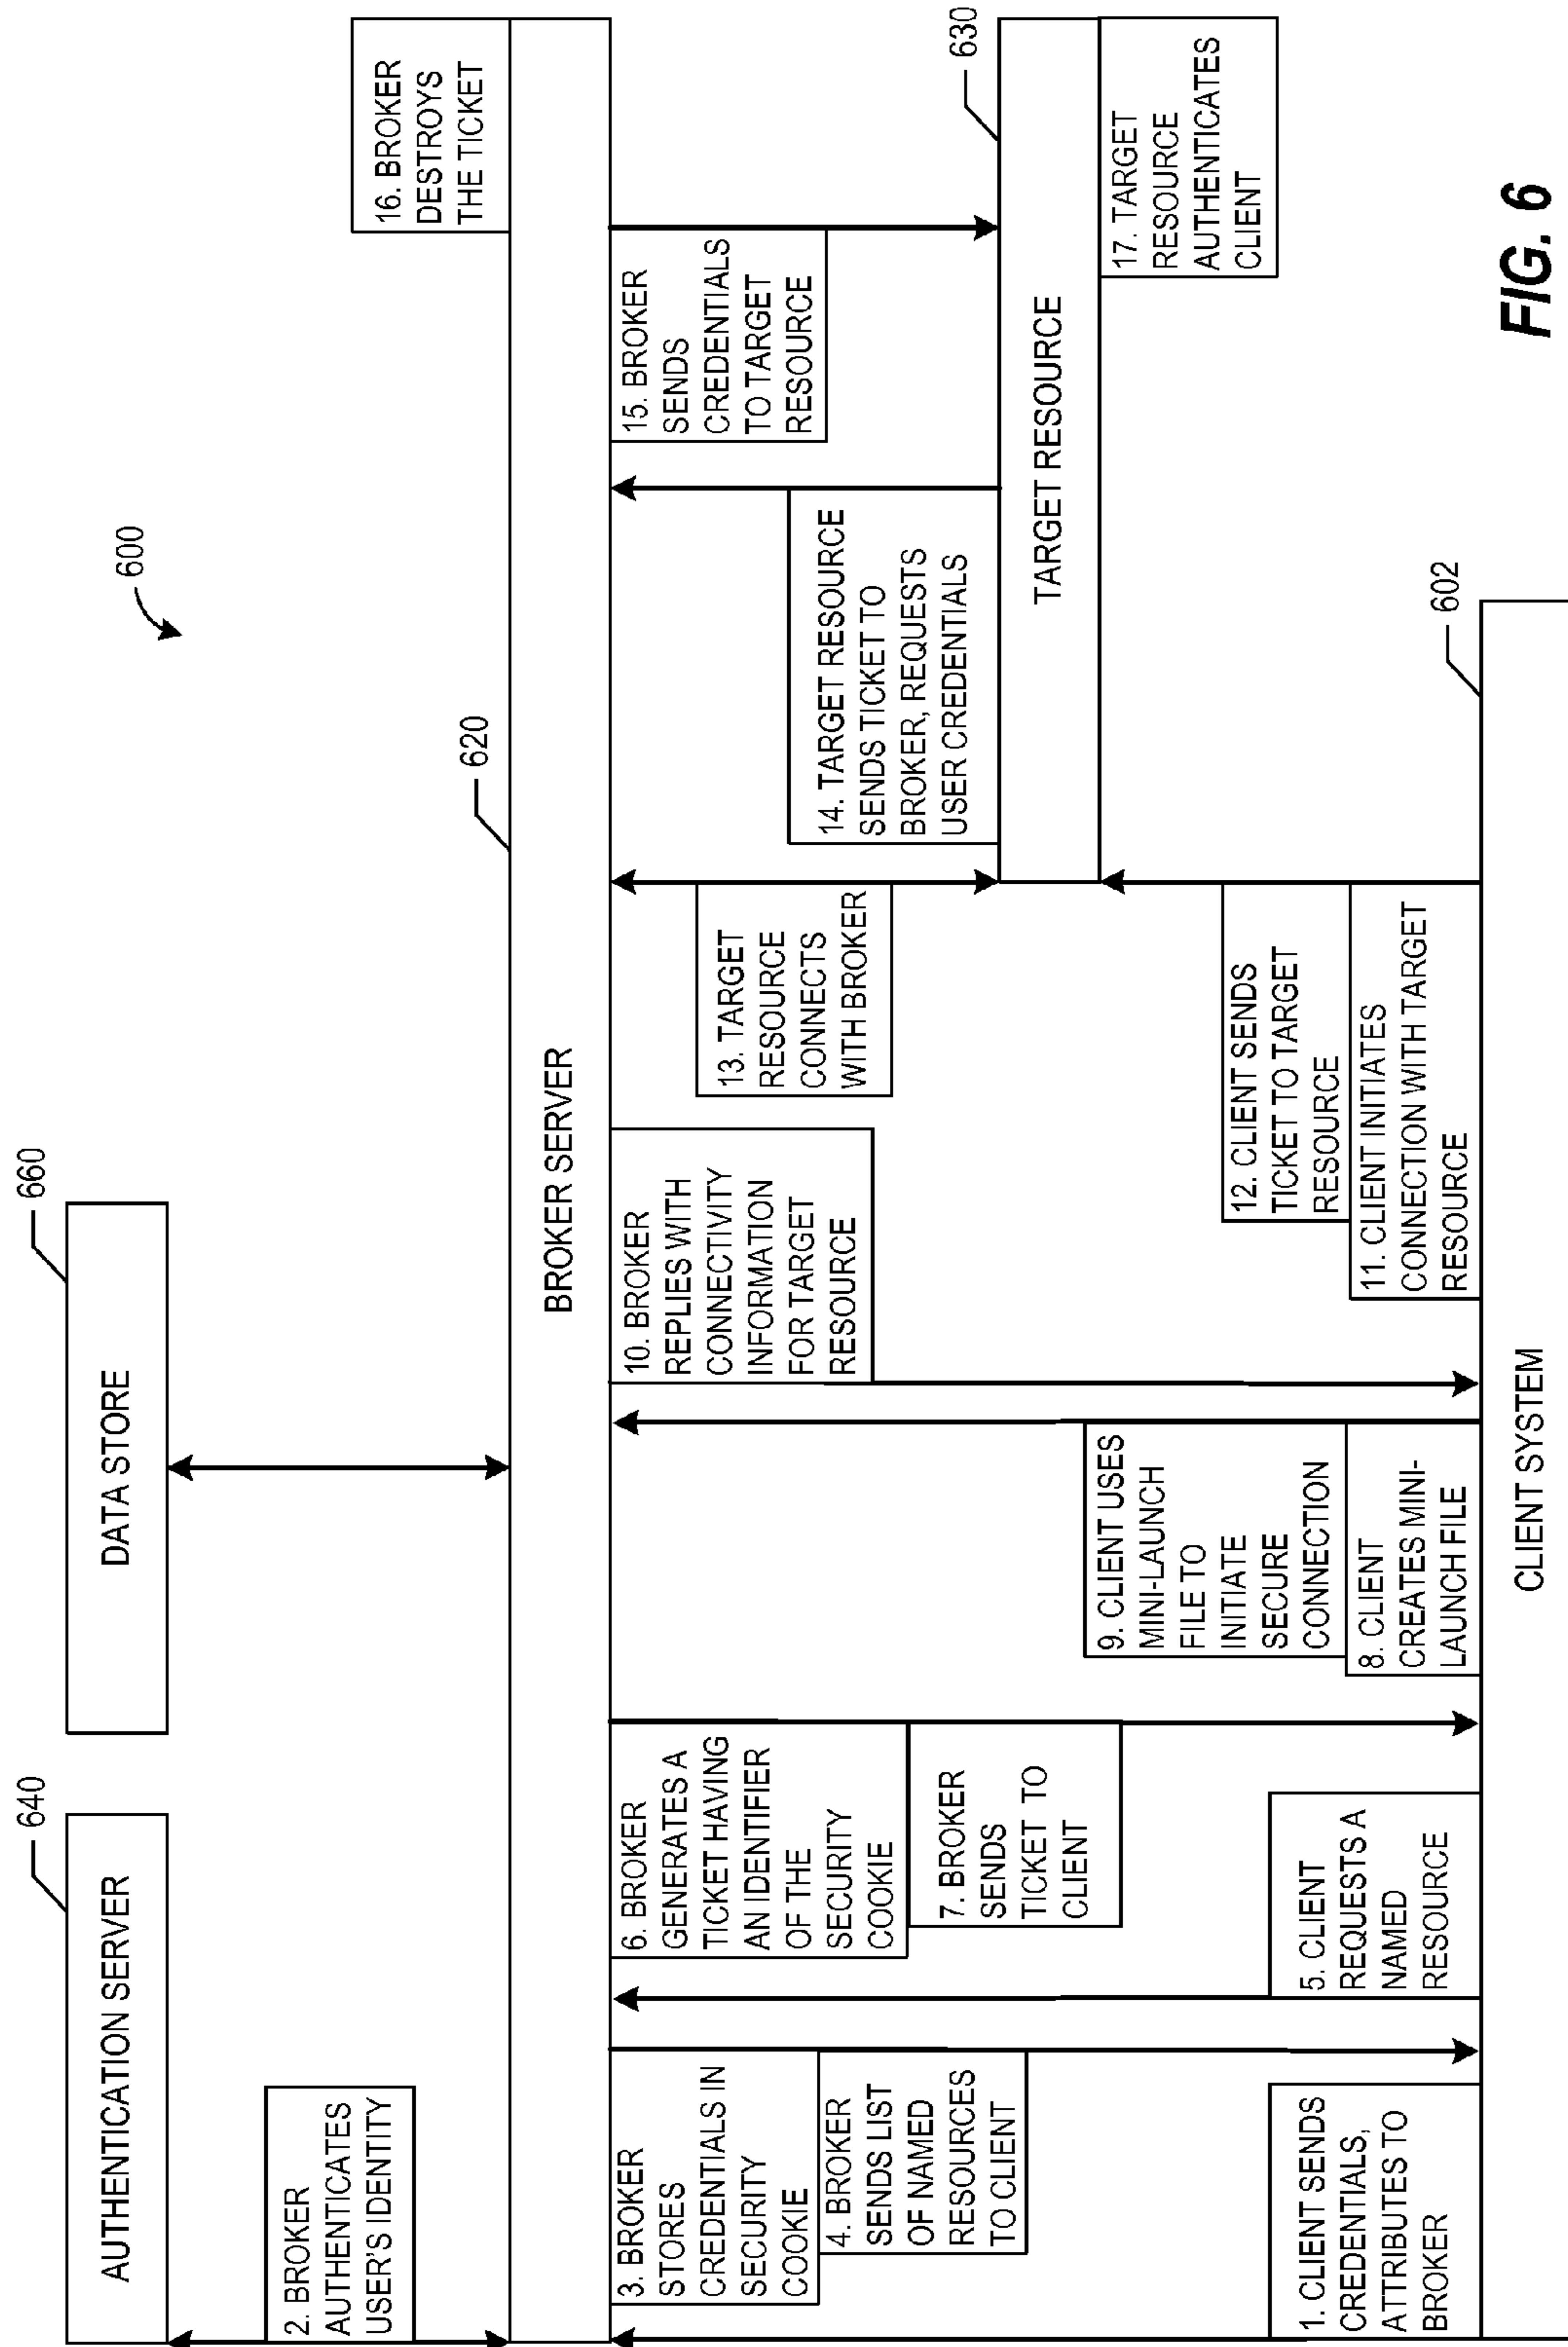 600
640
AUTHENTICATION SERVER
660
DATA STORE
2. BROKER
AUTHENTICATES
USER'S IDENTITY
16. BROKER
DESTROYS
THE TICKET
620
BROKER SERVER
3. BROKER
STORES
CREDENTIALS IN
SECURITY
COOKIE
4. BROKER
SENDS LIST
OF NAMED
RESOURCES
TO CLIENT
6. BROKER
GENERATES A
TICKET HAVING
AN IDENTIFIER
OF THE
SECURITY
COOKIE
7. BROKER
SENDS
TICKET TO
CLIENT
10. BROKER
REPLIES WITH
CONNECTIVITY
INFORMATION
FOR TARGET
RESOURCE
13. TARGET
RESOURCE
CONNECTS
WITH BROKER
14. TARGET RESOURCE
SENDS TICKET TO
BROKER, REQUESTS
USER CREDENTIALS
15. BROKER
SENDS
CREDENTIALS
TO TARGET
RESOURCE
630
TARGET RESOURCE
17. TARGET
RESOURCE
AUTHENTICATES
CLIENT
1. CLIENT SENDS
CREDENTIALS,
ATTRIBUTES TO
BROKER
5. CLIENT
REQUESTS A
NAMED
RESOURCE
9. CLIENT USES
MINI-LAUNCH
FILE TO
INITIATE
SECURE
CONNECTION
8. CLIENT
CREATES MINI-
LAUNCH FILE
12. CLIENT SENDS
TICKET TO TARGET
RESOURCE
11. CLIENT INITIATES
CONNECTION WITH TARGET
RESOURCE
602
CLIENT SYSTEM
FIG. 6